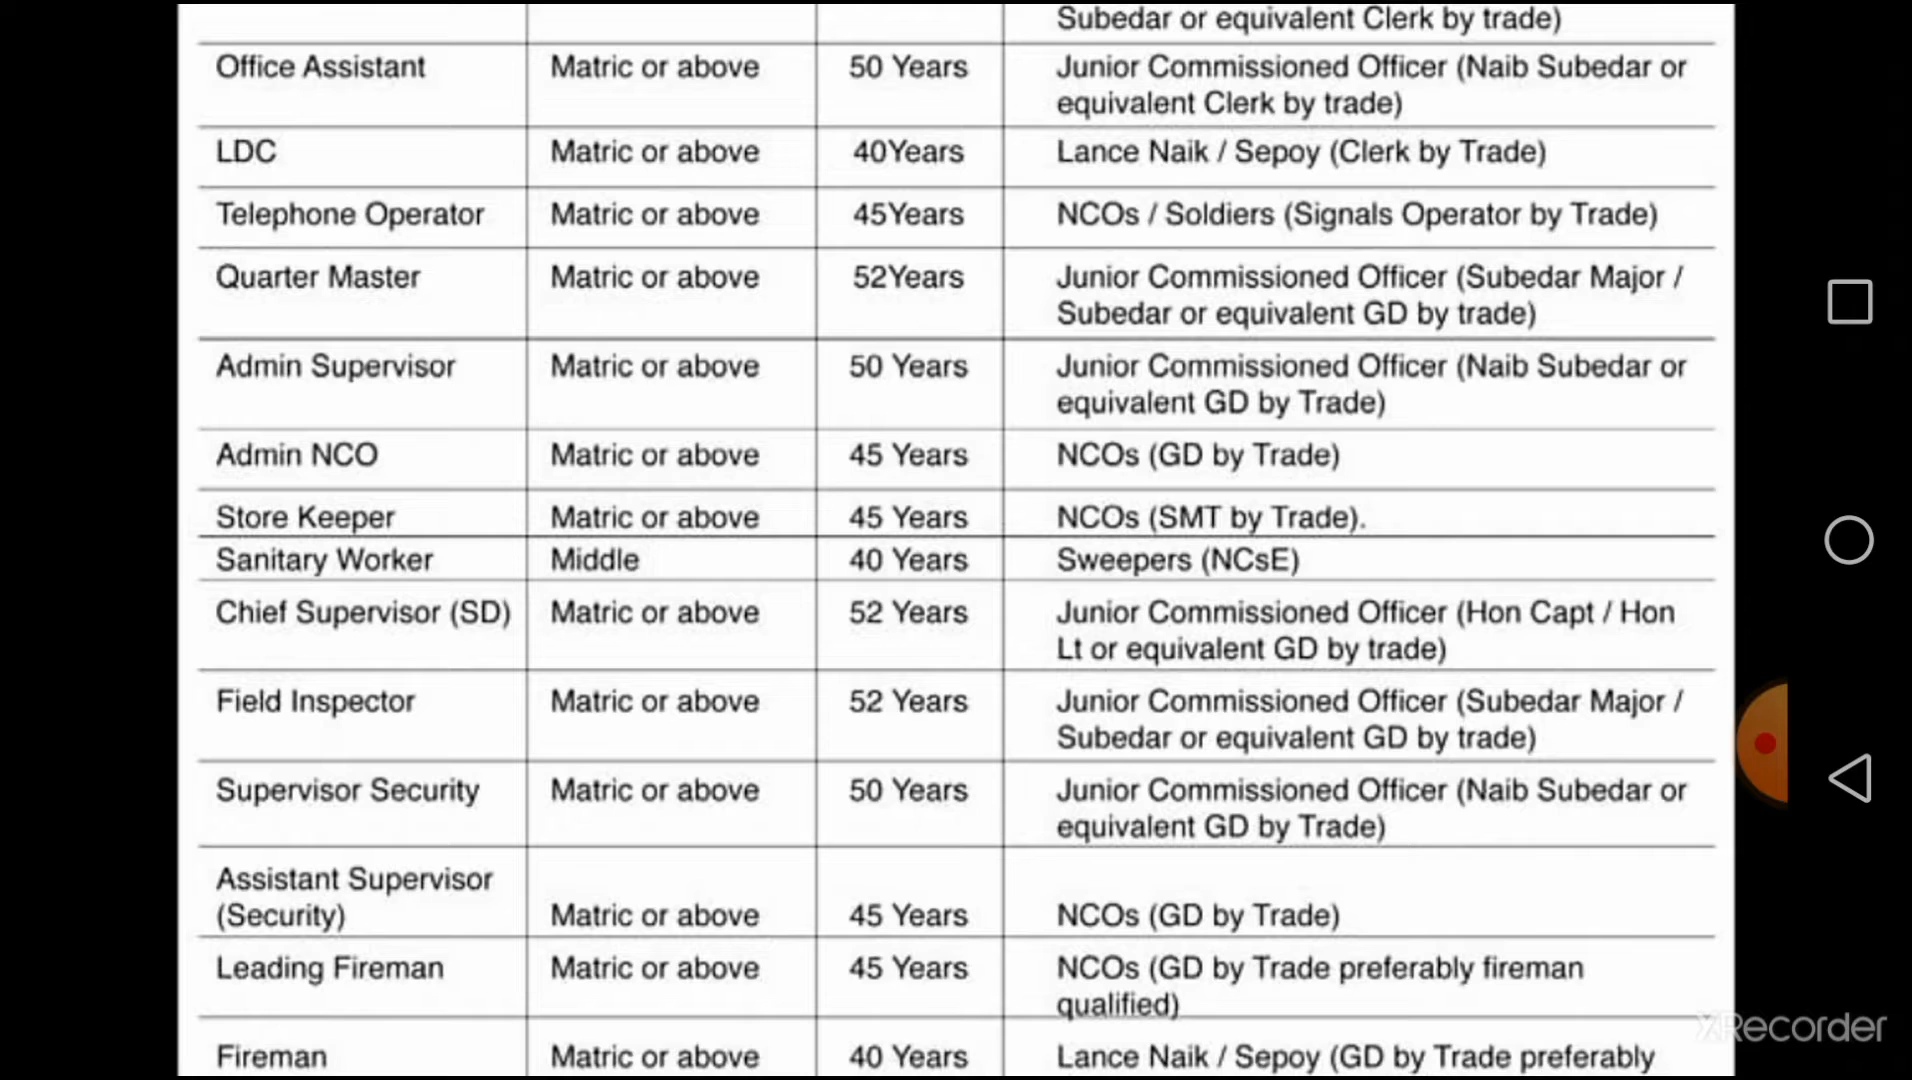 Subedar or equivalent Clerk by trade)
Office Assistant Matric or above 50 Years Junior Commissioned Officer (Naib Subedar or
equivalent Clerk by trade)
LDC Matric or above 40Years Lance Naik / Sepoy (Clerk by Trade)
Telephone Operator Matric or above 45Years NCOs / Soldiers (Signals Operator by Trade)
Quarter Master Matric or above 52Years Junior Commissioned Officer (Subedar Major /
Subedar or equivalent GD by trade)
Admin Supervisor Matric or above 50 Years Junior Commissioned Officer (Naib Subedar or
equivalent GD by Trade)
Admin NCO Matric or above 45 Years NCOs (GD by Trade)
Store Keeper Matric or above 45 Years NCOs (SMT by Trade).
Sanitary Worker Middle 40 Years Sweepers (NCsE)
Chief Supervisor (SD) Matric or above 52 Years Junior Commissioned Officer (Hon Capt / Hon
Lt or equivalent GD by trade)
Field Inspector Matric or above 52 Years Junior Commissioned Officer (Subedar Major /
Subedar or equivalent GD by trade)
Supervisor Security Matric or above 50 Years Junior Commissioned Officer (Naib Subedar or
equivalent GD by Trade)
Assistant Supervisor
(Security) Matric or above 45 Years NCOs (GD by Trade)
Leading Fireman Matric or above 45 Years NCOs (GD by Trade preferably fireman
qualified)
XRecorder
Fireman Matric or above 40 Years Lance Naik / Sepoy (GD by Trade preferably